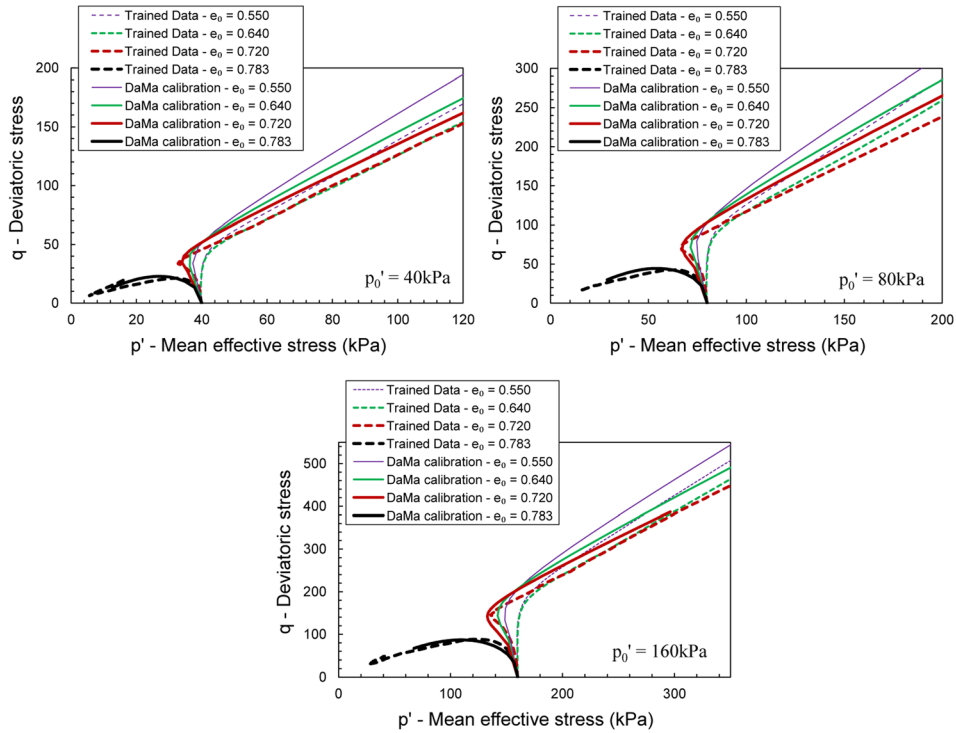 Trained Data - e₀ = 0.550
Trained Data - e₀ = 0.640
Trained Data - e₀ = 0.720
Trained Data - e₀ = 0.783
DaMa calibration - e₀ = 0.550
DaMa calibration - e₀ = 0.640
DaMa calibration - e₀ = 0.720
DaMa calibration - e₀ = 0.783
q - Deviatoric stress
200
150
100
50
0
0 20 40 60 80 100 120
p₀' = 40kPa
p' - Mean effective stress (kPa)
Trained Data - e₀ = 0.550
Trained Data - e₀ = 0.640
Trained Data - e₀ = 0.720
Trained Data - e₀ = 0.783
DaMa calibration - e₀ = 0.550
DaMa calibration - e₀ = 0.640
DaMa calibration - e₀ = 0.720
DaMa calibration - e₀ = 0.783
q - Deviatoric stress
300
250
200
150
100
50
0
0 50 100 150 200
p₀' = 80kPa
p' - Mean effective stress (kPa)
Trained Data - e₀ = 0.550
Trained Data - e₀ = 0.640
Trained Data - e₀ = 0.720
Trained Data - e₀ = 0.783
DaMa calibration - e₀ = 0.550
DaMa calibration - e₀ = 0.640
DaMa calibration - e₀ = 0.720
DaMa calibration - e₀ = 0.783
q - Deviatoric stress
500
400
300
200
100
0
0 100 200 300
p₀' = 160kPa
p' - Mean effective stress (kPa)